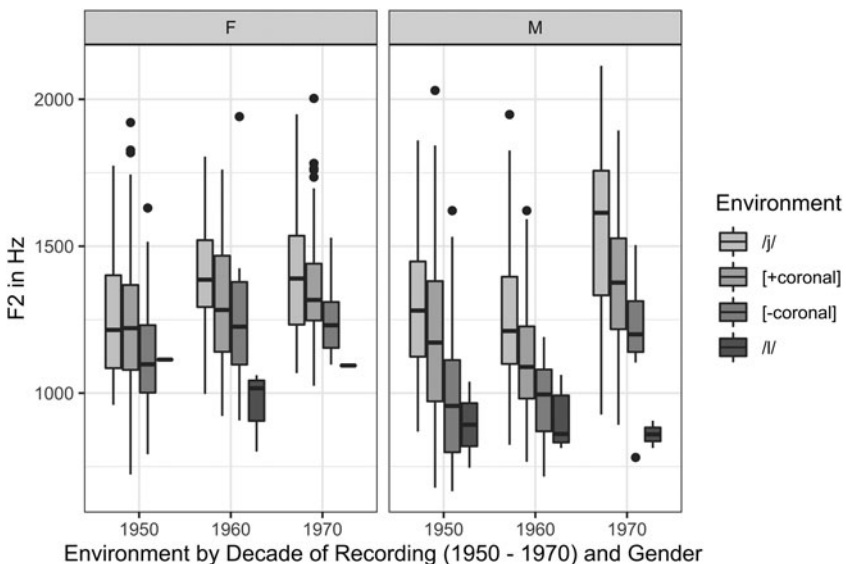 F
M
2000
1500
1000
F2 in Hz
1950
1960
1970
1950
1960
1970
Environment by Decade of Recording (1950 - 1970) and Gender
Environment
/j/
[+coronal]
[-coronal]
/l/